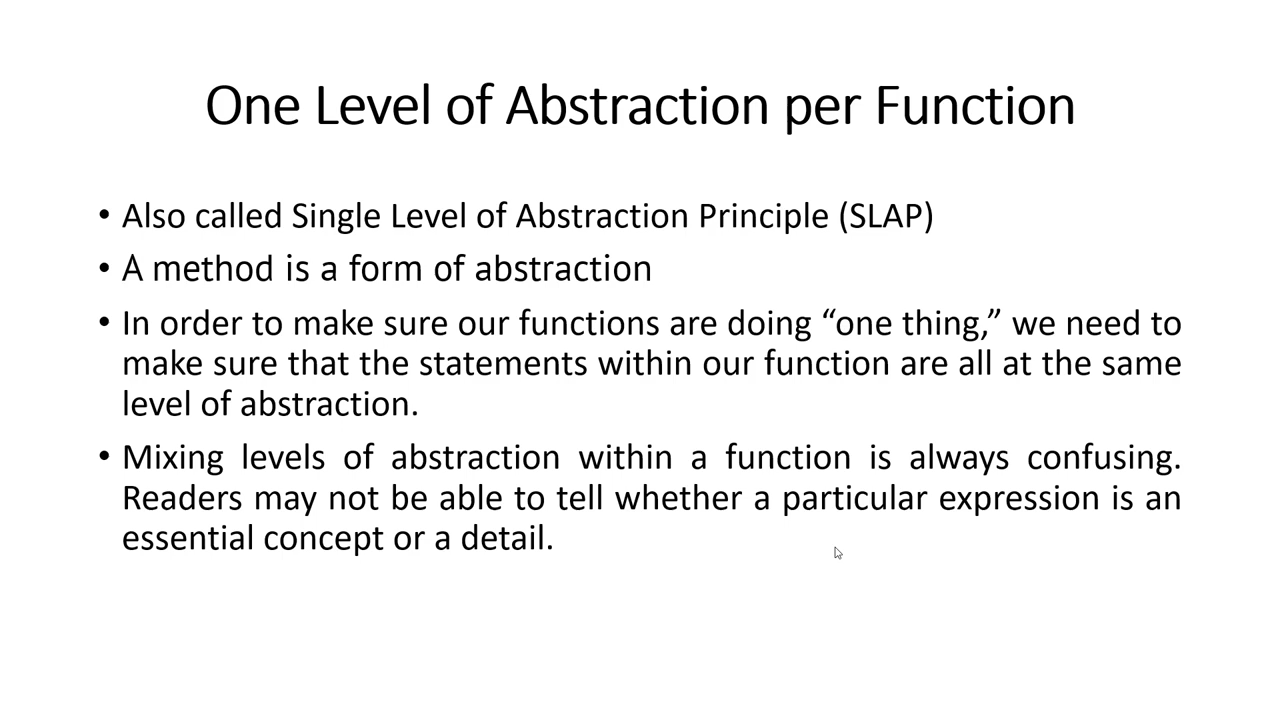 One Level of Abstraction per Function
• Also called Single Level of Abstraction Principle (SLAP)
• A method is a form of abstraction
• In order to make sure our functions are doing “one thing,” we need to
make sure that the statements within our function are all at the same
level of abstraction.
• Mixing levels of abstraction within a function is always confusing.
Readers may not be able to tell whether a particular expression is an
essential concept or a detail.